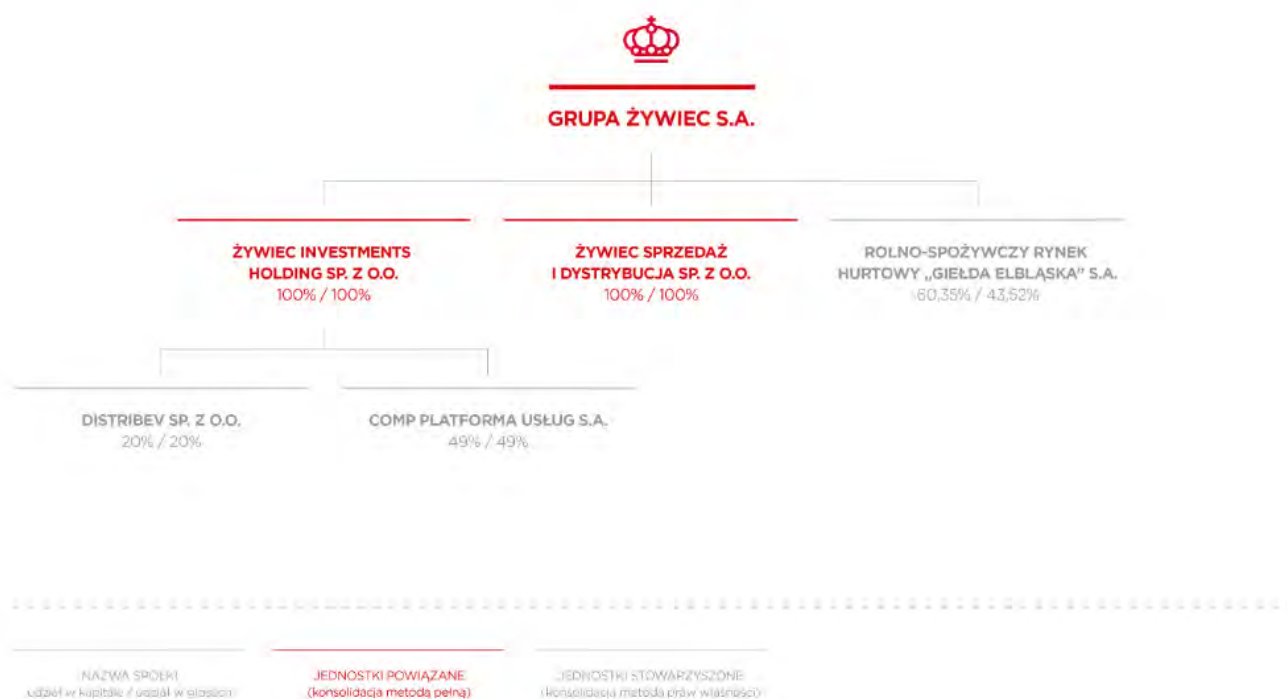 GRUPA ŻYWIEC S.A.
ŻYWIEC INVESTMENTS
HOLDING SP. Z O.O.
100% / 100%
ŻYWIEC SPRZEDAŻ
I DYSTRYBUCJA SP. Z O.O.
100% / 100%
ROLNO-SPOŻYWCZY RYNEK
HURTOWY „GIEŁDA ELBLĄSKA” S.A.
60,35% / 43,52%
DISTRIBEV SP. Z O.O.
20% / 20%
COMP PLATFORMA USŁUG S.A.
49% / 49%
NAZWA SPÓŁKI
udział w kapitale / udział w głosach
JEDNOSTKI POWIĄZANE
(konsolidacja metodą pełną)
JEDNOSTKI STOWARZYSZONE
(konsolidacja metodą praw własności)